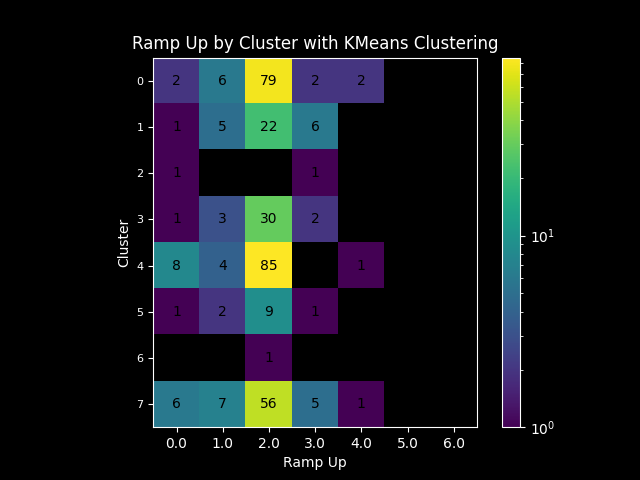 Ramp Up by Cluster with KMeans Clustering
0 2 6 79 2 2
1 1 5 22 6
2 1 1
3 1 3 30 2
4 8 4 85 1
5 1 2 9 1
6 1
7 6 7 56 5 1
Cluster
0.0 1.0 2.0 3.0 4.0 5.0 6.0
Ramp Up
10¹
10⁰